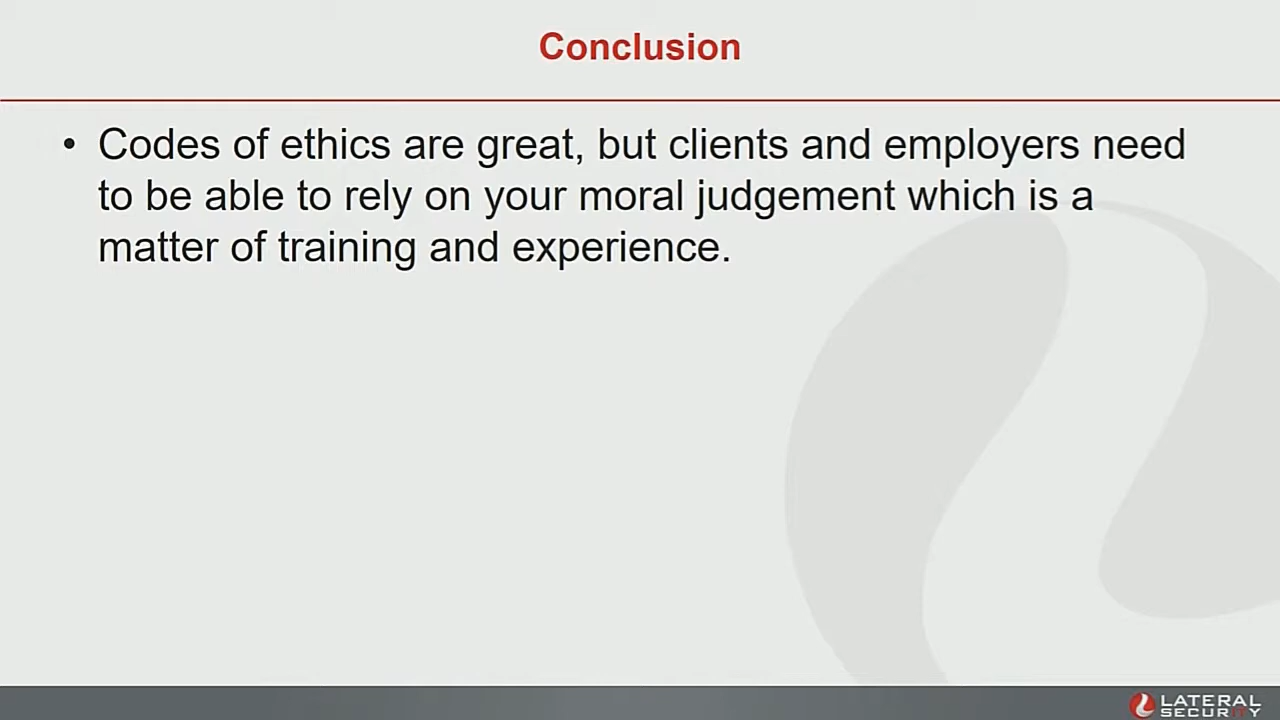 Conclusion
• Codes of ethics are great, but clients and employers need
to be able to rely on your moral judgement which is a
matter of training and experience.
LATERAL
SECURITY